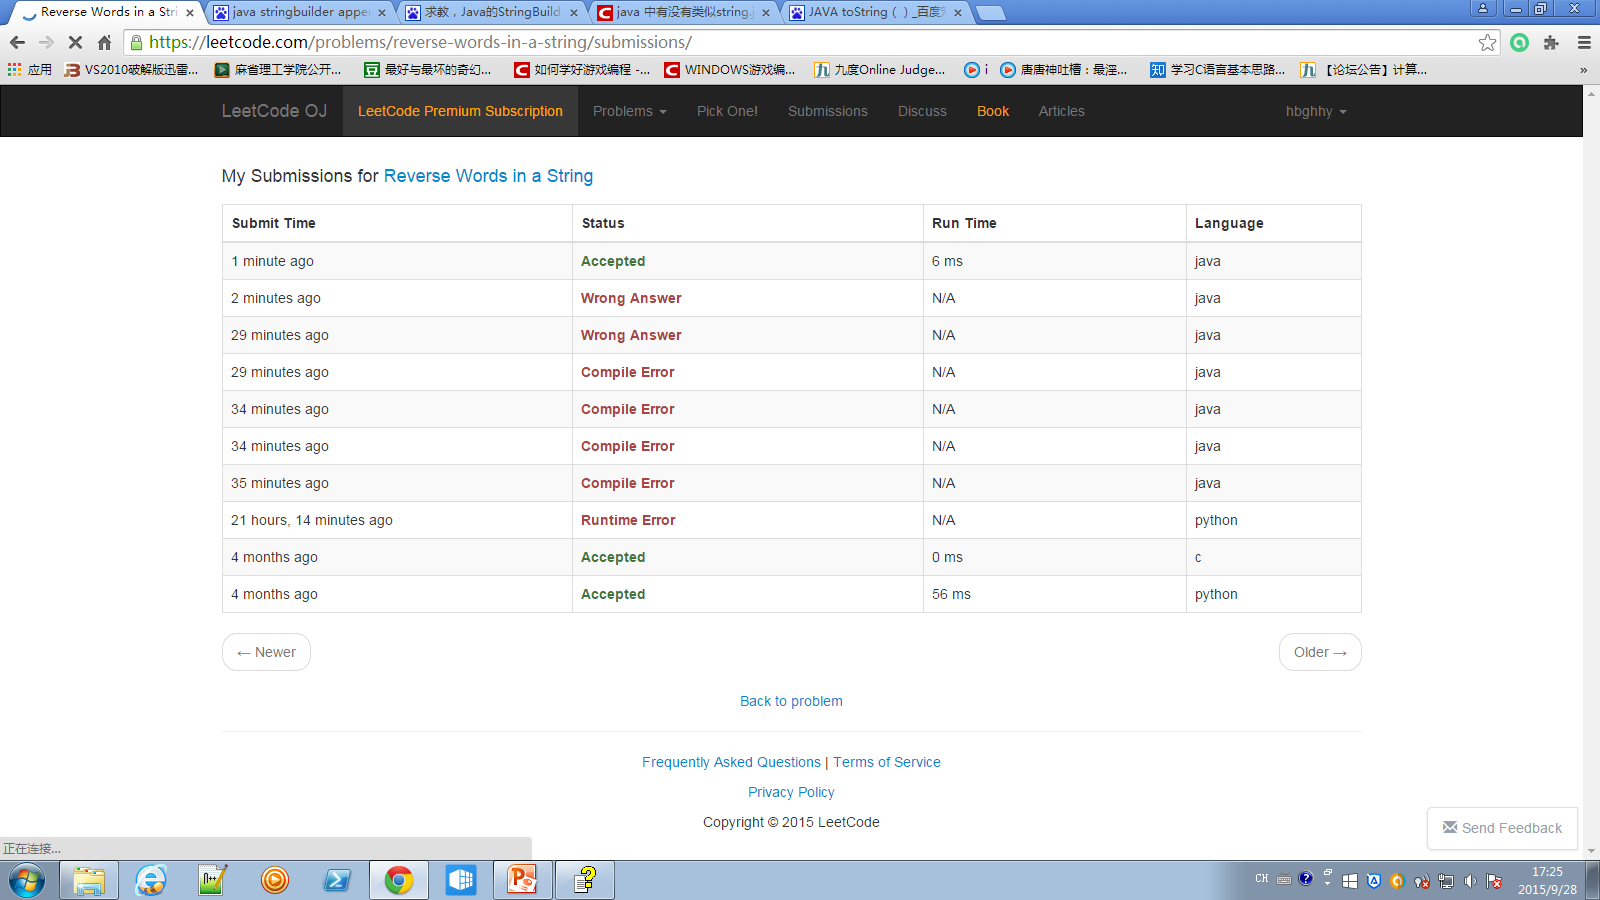 Reverse Words in a Stri
java stringbuilder appe
求教，Java的StringBuild
java 中有没有类似string.j
JAVA toString（）_百度
https://leetcode.com/problems/reverse-words-in-a-string/submissions/
应用
VS2010破解版迅雷...
麻省理工学院公开...
最好与最坏的奇幻...
如何学好游戏编程 -...
WINDOWS游戏编...
九度Online Judge...
i
唐唐神吐槽：最淫...
学习C语言基本思路...
【论坛公告】计算...
»
LeetCode OJ
LeetCode Premium Subscription
Problems
Pick One!
Submissions
Discuss
Book
Articles
hbghhy
My Submissions for Reverse Words in a String
Submit Time Status Run Time Language
1 minute ago Accepted 6 ms java
2 minutes ago Wrong Answer N/A java
29 minutes ago Wrong Answer N/A java
29 minutes ago Compile Error N/A java
34 minutes ago Compile Error N/A java
34 minutes ago Compile Error N/A java
35 minutes ago Compile Error N/A java
21 hours, 14 minutes ago Runtime Error N/A python
4 months ago Accepted 0 ms c
4 months ago Accepted 56 ms python
← Newer
Older →
Back to problem
Frequently Asked Questions | Terms of Service
Privacy Policy
Copyright © 2015 LeetCode
Send Feedback
正在连接...
CH
17:25
2015/9/28